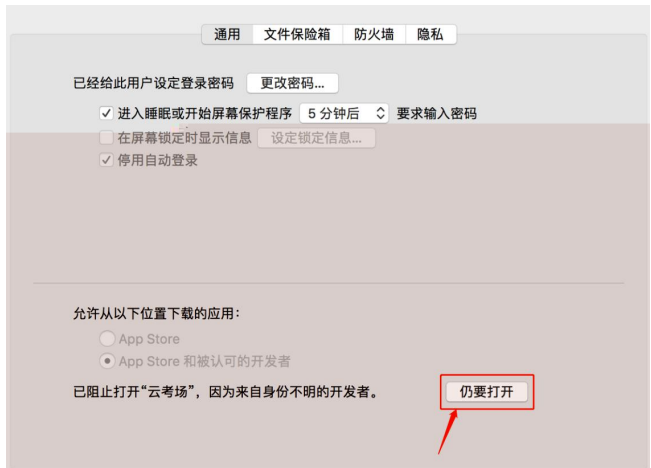 通用 文件保险箱 防火墙 隐私
已经给此用户设定登录密码 更改密码...
进入睡眠或开始屏幕保护程序 5 分钟后 要求输入密码
在屏幕锁定时显示信息 设定锁定信息...
停用自动登录
允许从以下位置下载的应用：
App Store
App Store 和被认可的开发者
已阻止打开“云考场”，因为来自身份不明的开发者。 仍要打开